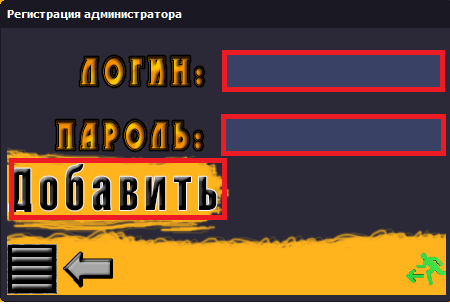 Регистрация администратора
ЛОГИН:
ПАРОЛЬ:
Добавить